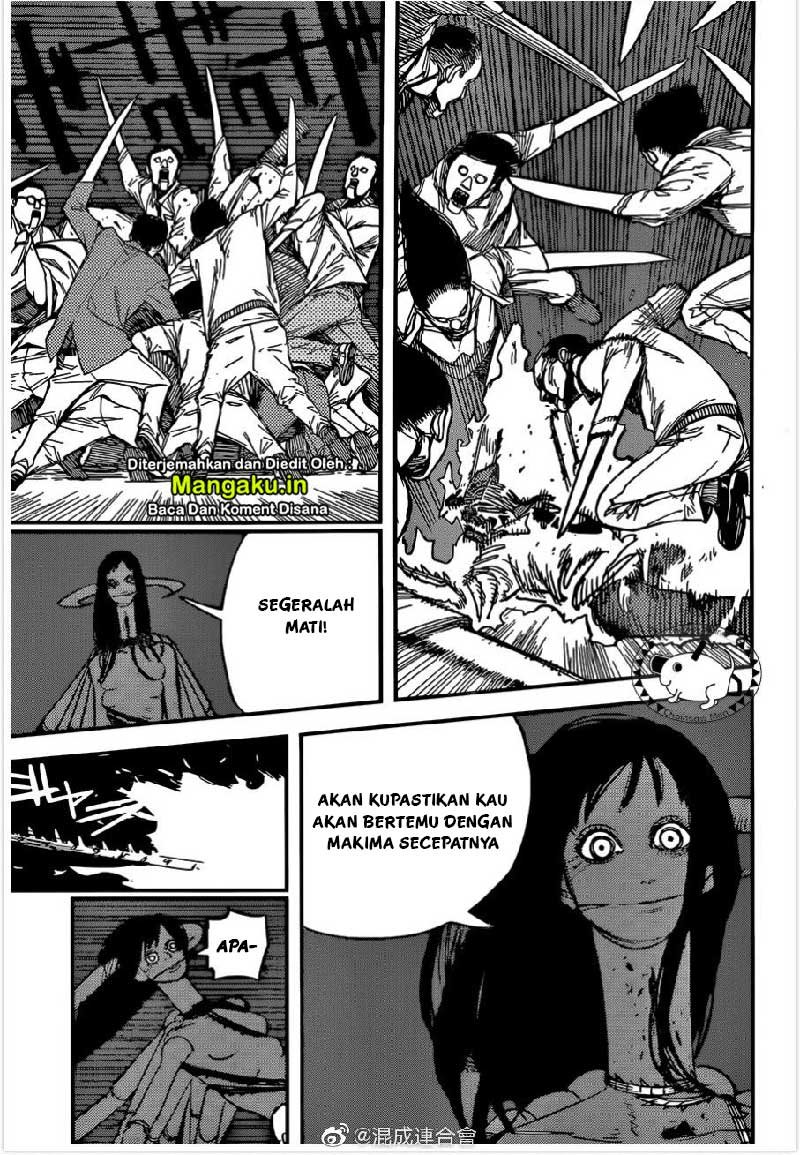 Diterjemahkan dan Diedit Oleh :
Mangaku.in
Baca Dan Koment Disana
SEGERALAH
MATI!
AKAN KUPASTIKAN KAU
AKAN BERTEMU DENGAN
MAKIMA SECEPATNYA
APA-
@混成連合會